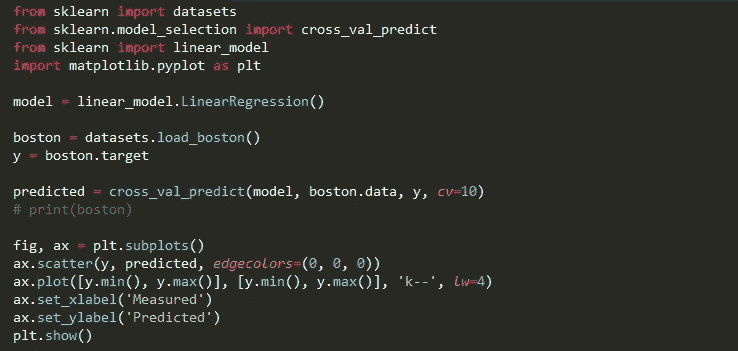 from sklearn import datasets
from sklearn.model_selection import cross_val_predict
from sklearn import linear_model
import matplotlib.pyplot as plt
model = linear_model.LinearRegression()
boston = datasets.load_boston()
y = boston.target
predicted = cross_val_predict(model, boston.data, y, cv=10)
# print(boston)
fig, ax = plt.subplots()
ax.scatter(y, predicted, edgecolors=(0, 0, 0))
ax.plot([y.min(), y.max()], [y.min(), y.max()], 'k--', lw=4)
ax.set_xlabel('Measured')
ax.set_ylabel('Predicted')
plt.show()